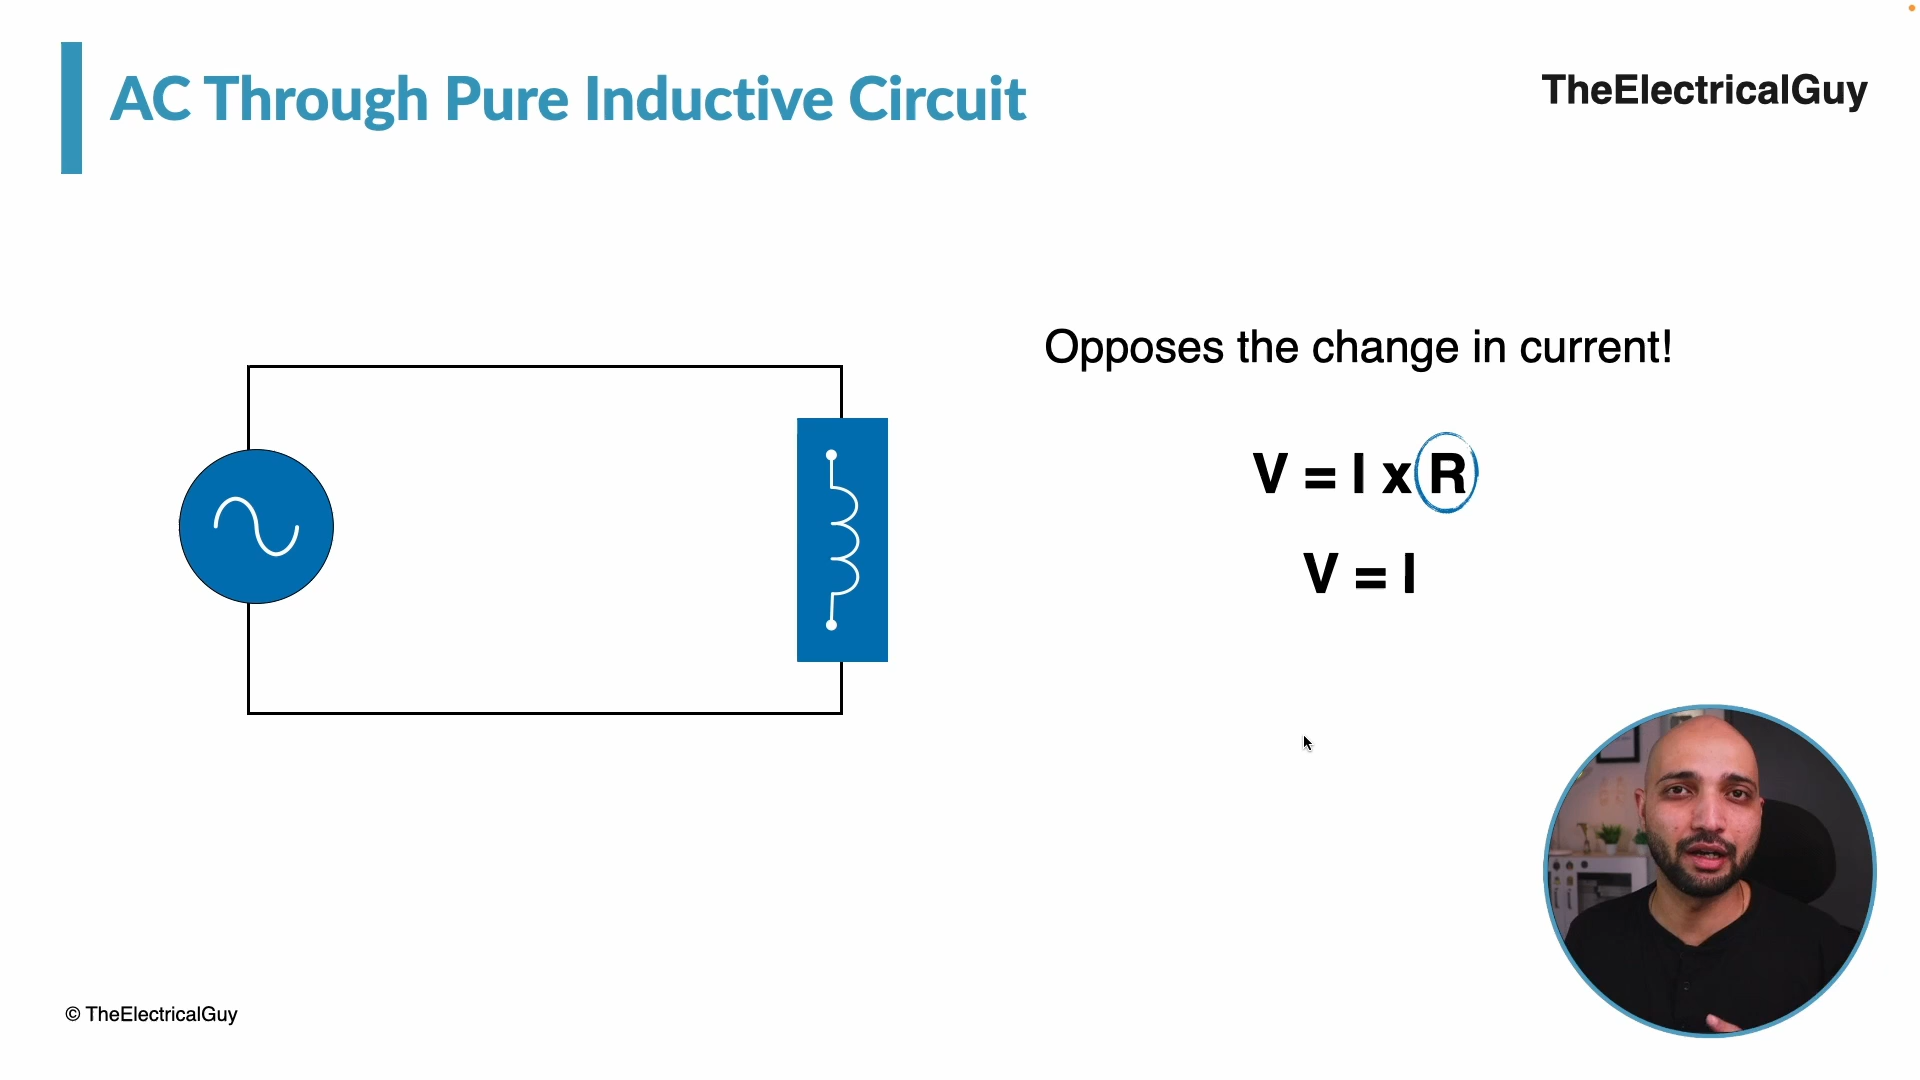 AC Through Pure Inductive Circuit
TheElectricalGuy
Opposes the change in current!
V = I x R
V = I
© TheElectricalGuy